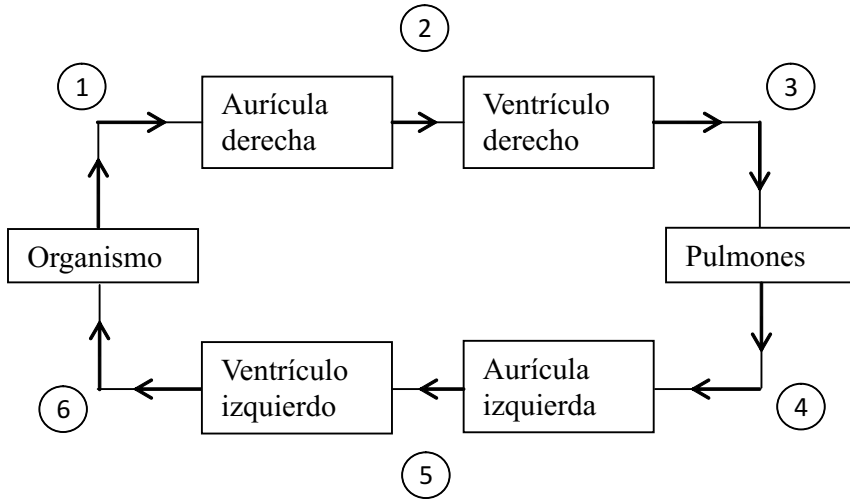 2
1
3
Aurícula
derecha
Ventrículo
derecho
Organismo
Pulmones
Ventrículo
izquierdo
Aurícula
izquierda
6
4
5